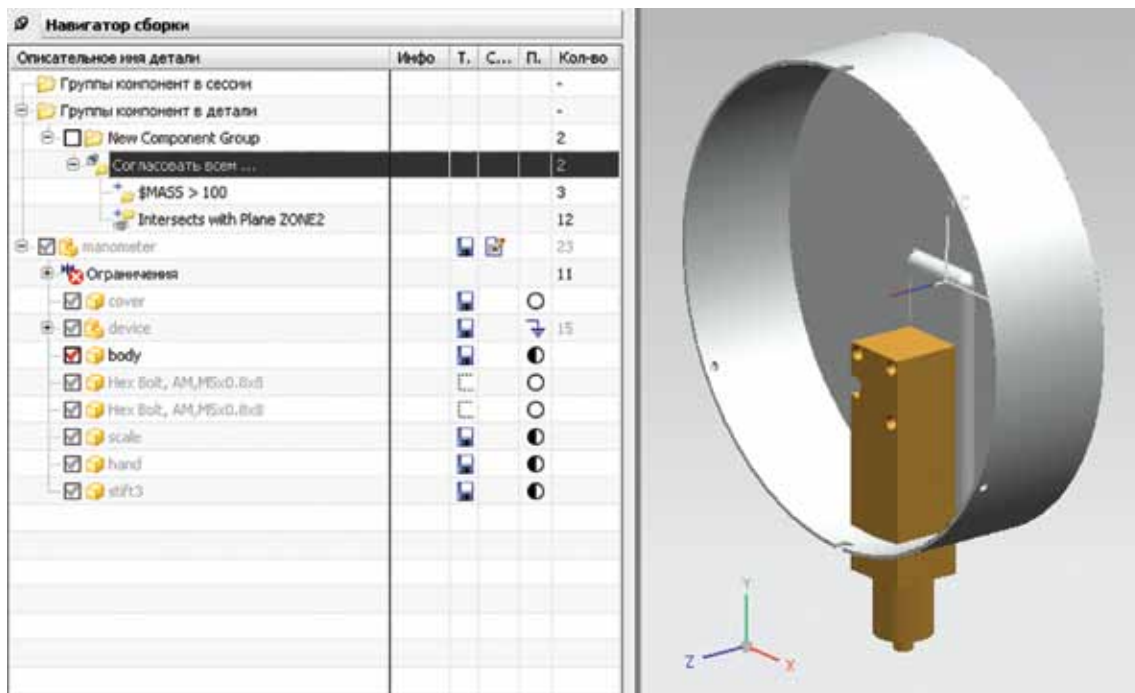 Навигатор сборки
Описательное имя детали Инфо Т. С... П. Кол-во
Группы компонент в сессии -
Группы компонент в детали -
New Component Group 2
Согласовать всем ... 2
$MASS > 100 3
Intersects with Plane ZONE2 12
manometer 23
Ограничения 11
cover
device 15
body
Hex Bolt, AM,M5x0.8x8
Hex Bolt, AM,M5x0.8x8
scale
hand
stift3
Y
Z X